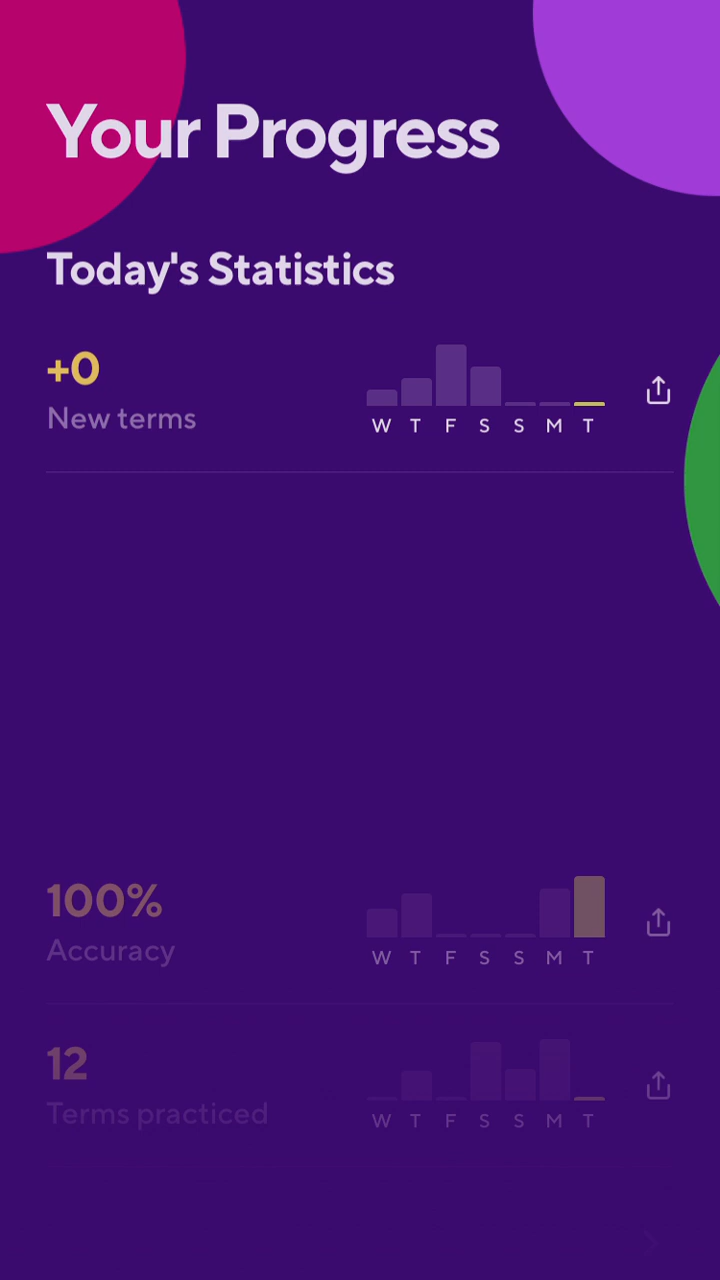 Your Progress
Today's Statistics
+0
New terms
W T F S S M T
100%
Accuracy
W T F S S M T
12
Terms practiced
W T F S S M T